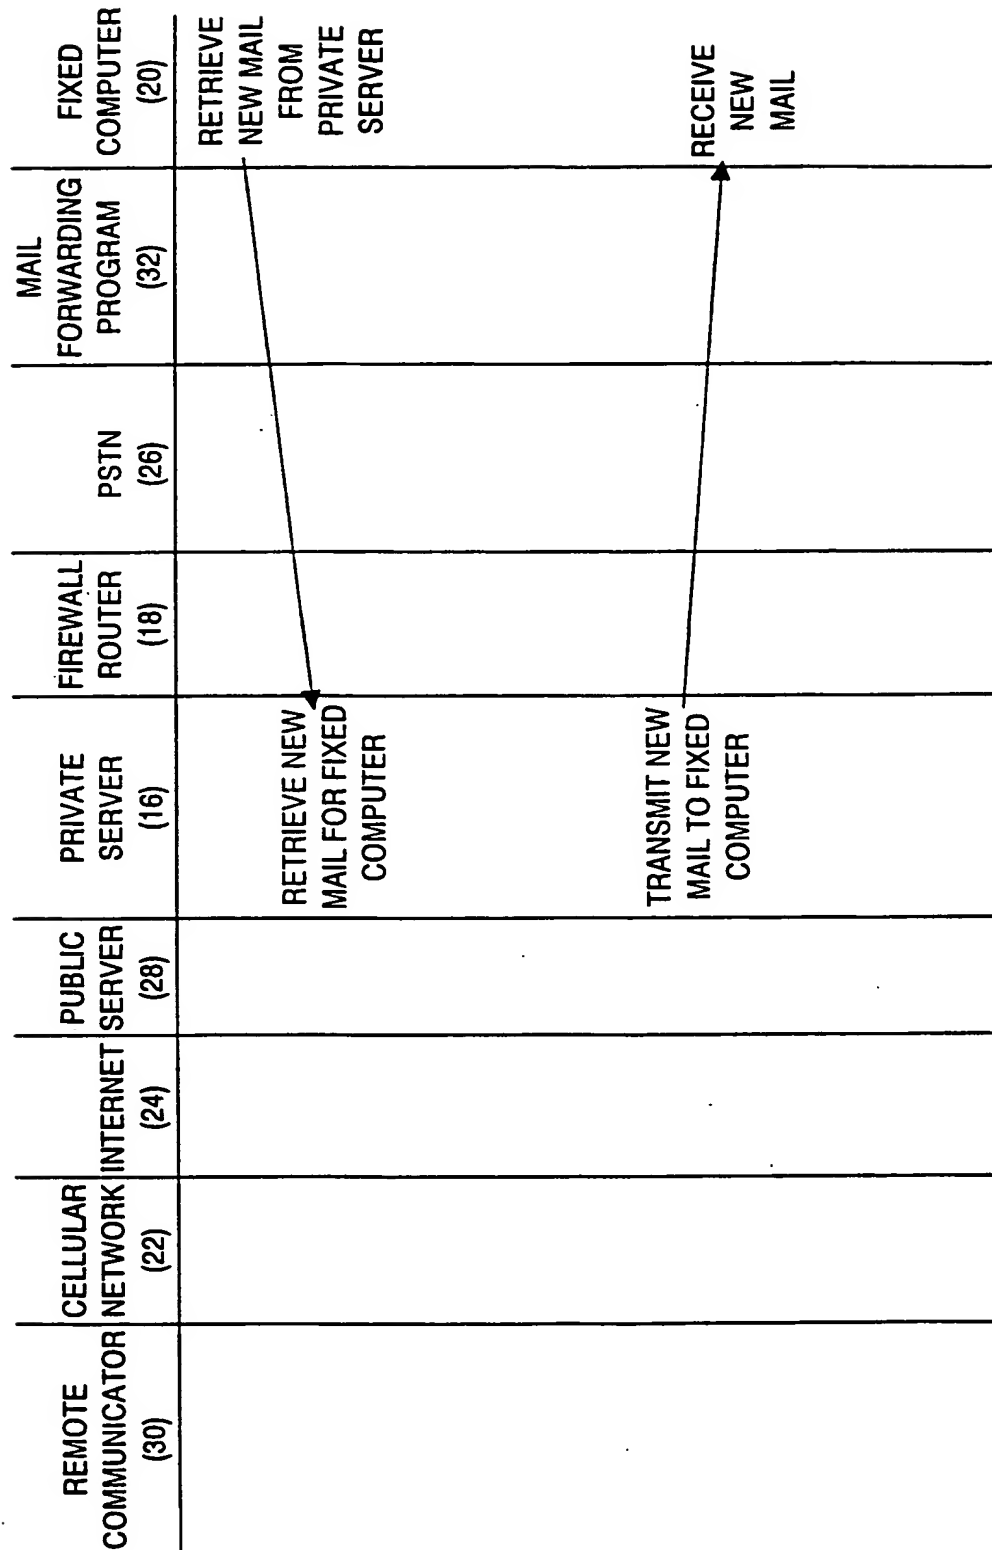 REMOTE
COMMUNICATOR
(30)
CELLULAR
NETWORK
(22)
INTERNET
(24)
PUBLIC
SERVER
(28)
PRIVATE
SERVER
(16)
FIREWALL
ROUTER
(18)
PSTN
(26)
MAIL
FORWARDING
PROGRAM
(32)
FIXED
COMPUTER
(20)
RETRIEVE NEW
MAIL FOR FIXED
COMPUTER
RETRIEVE
NEW MAIL
FROM
PRIVATE
SERVER
TRANSMIT NEW
MAIL TO FIXED
COMPUTER
RECEIVE
NEW
MAIL